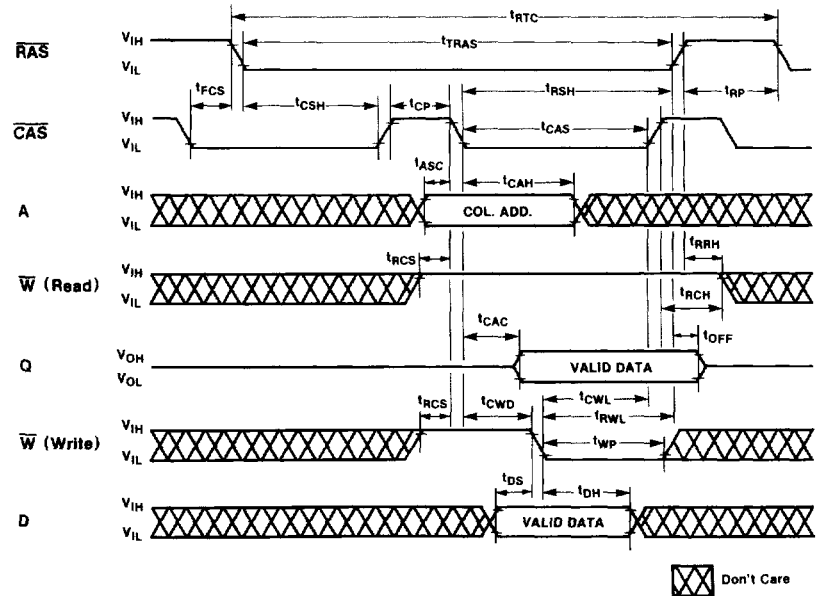 tRTC
VIH
RAS
VIL
tTRAS
tFCS
tCSH
tCP
tRSH
tRP
VIH
CAS
VIL
tCAS
tASC
tCAH
VIH
A
VIL
COL. ADD.
tRCS
tRRH
VIH
W (Read)
VIL
tRCH
tCAC
tOFF
VOH
Q
VOL
VALID DATA
tRCS
tCWD
tCWL
tRWL
VIH
W (Write)
VIL
tWP
tDS
tDH
VIH
D
VIL
VALID DATA
Don't Care